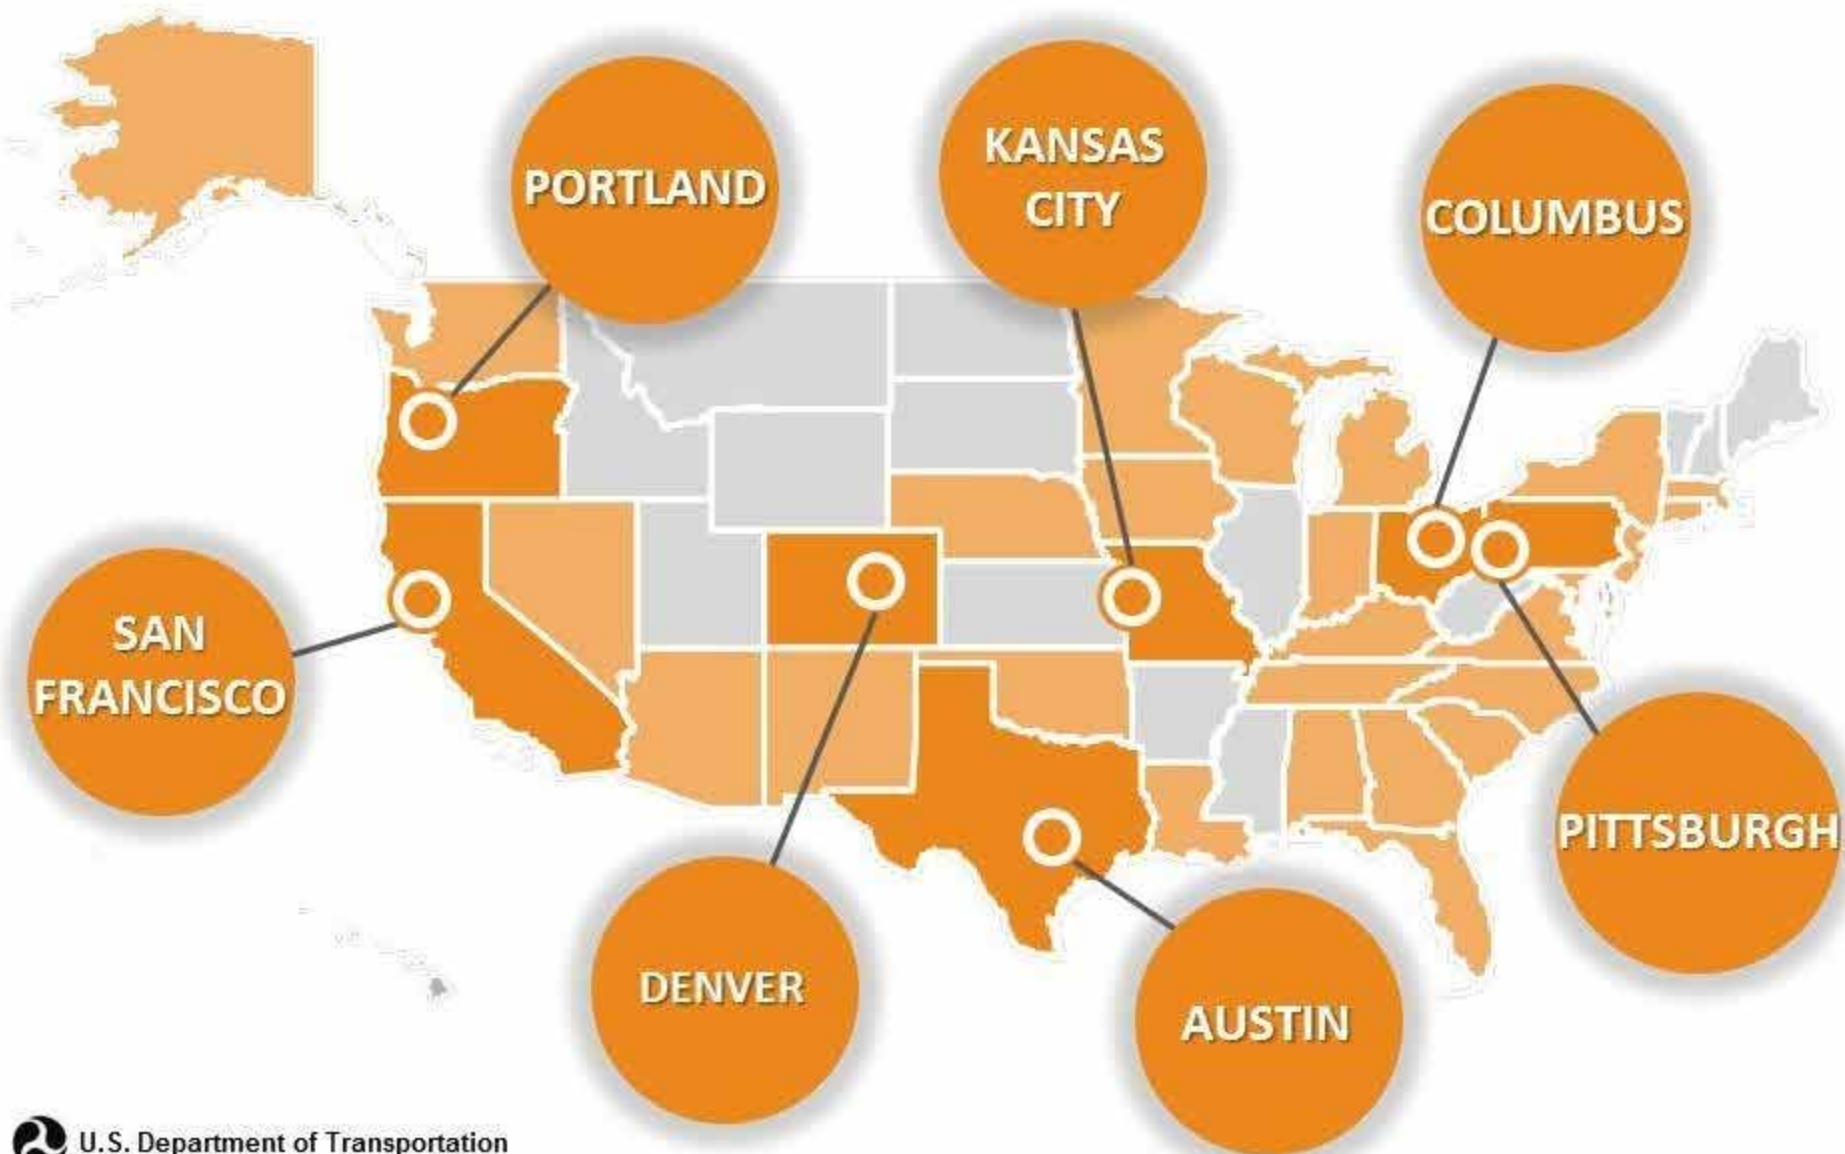 PORTLAND
KANSAS
CITY
COLUMBUS
SAN
FRANCISCO
PITTSBURGH
DENVER
AUSTIN
U.S. Department of Transportation